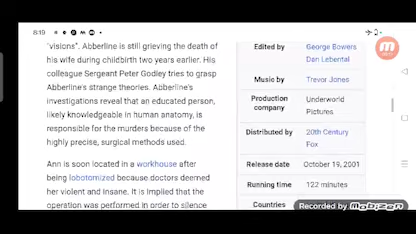 8:19
"visions". Abberline is still grieving the death of
his wife during childbirth two years earlier. His
colleague Sergeant Peter Godley tries to grasp
Abberline's strange theories. Abberline's
investigations reveal that an educated person,
likely knowledgeable in human anatomy, is
responsible for the murders because of the
highly precise, surgical methods used.
Ann is soon located in a workhouse after
being lobotomized because doctors deemed
her violent and insane. It is implied that the
operation was performed in order to silence
Edited by George Bowers
Dan Lebental
Music by Trevor Jones
Production Underworld
company Pictures
Distributed by 20th Century
Fox
Release date October 19, 2001
Running time 122 minutes
Countries
Recorded by Mobizen